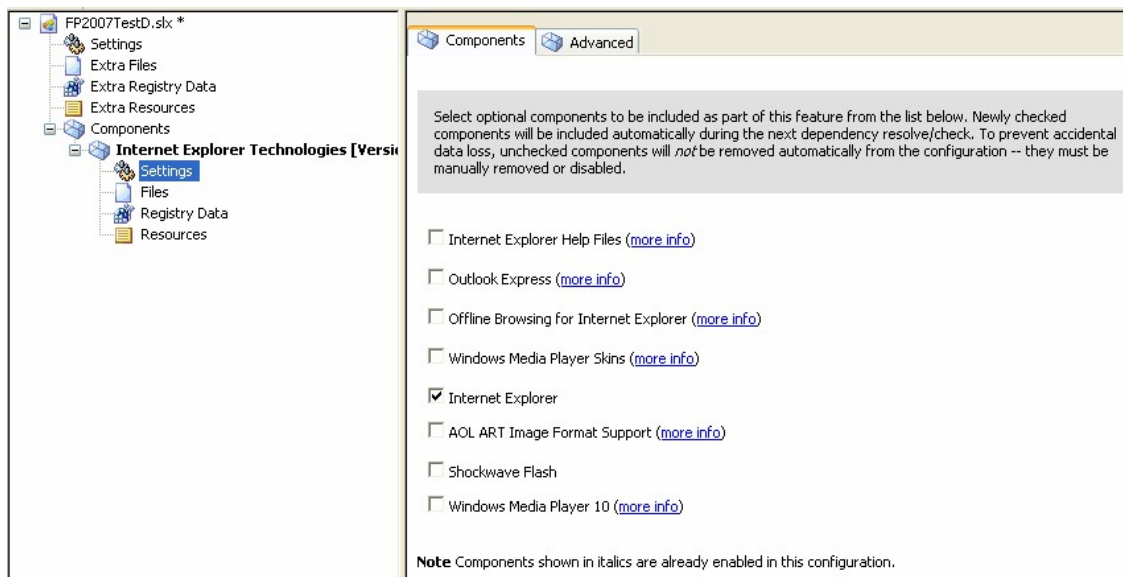 FP2007TestD.slx *
Settings
Extra Files
Extra Registry Data
Extra Resources
Components
Internet Explorer Technologies
Settings
Files
Registry Data
Resources
Components
Advanced
Select optional components to be included as part of this feature from the list below. Newly checked
components will be included automatically during the next dependency resolve/check. To prevent accidental
data loss, unchecked components will not be removed automatically from the configuration -- they must be
manually removed or disabled.
Internet Explorer Help Files (more info)
Outlook Express (more info)
Offline Browsing for Internet Explorer (more info)
Windows Media Player Skins (more info)
Internet Explorer
AOL ART Image Format Support (more info)
Shockwave Flash
Windows Media Player 10 (more info)
Note Components shown in italics are already enabled in this configuration.